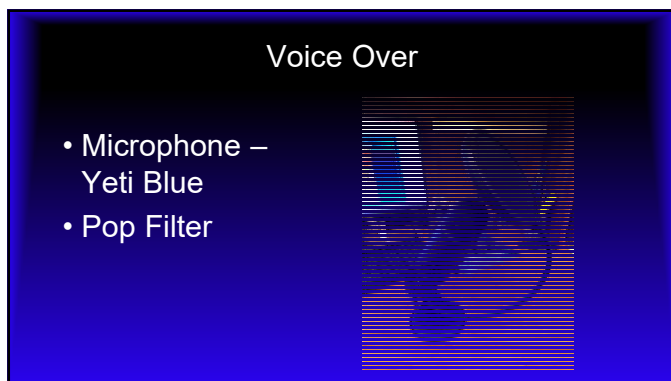 Voice Over
• Microphone –
Yeti Blue
• Pop Filter